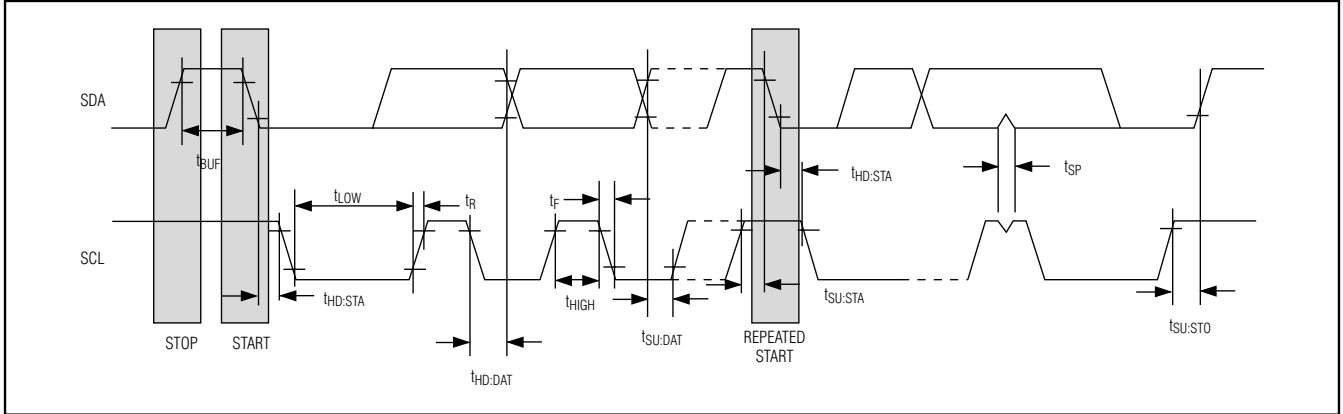 SDA
tBUF
tHD:STA
tSP
tLOW
tR
tF
SCL
tHD:STA
tHIGH
tSU:STA
tSU:DAT
tSU:STO
STOP
START
REPEATED
START
tHD:DAT